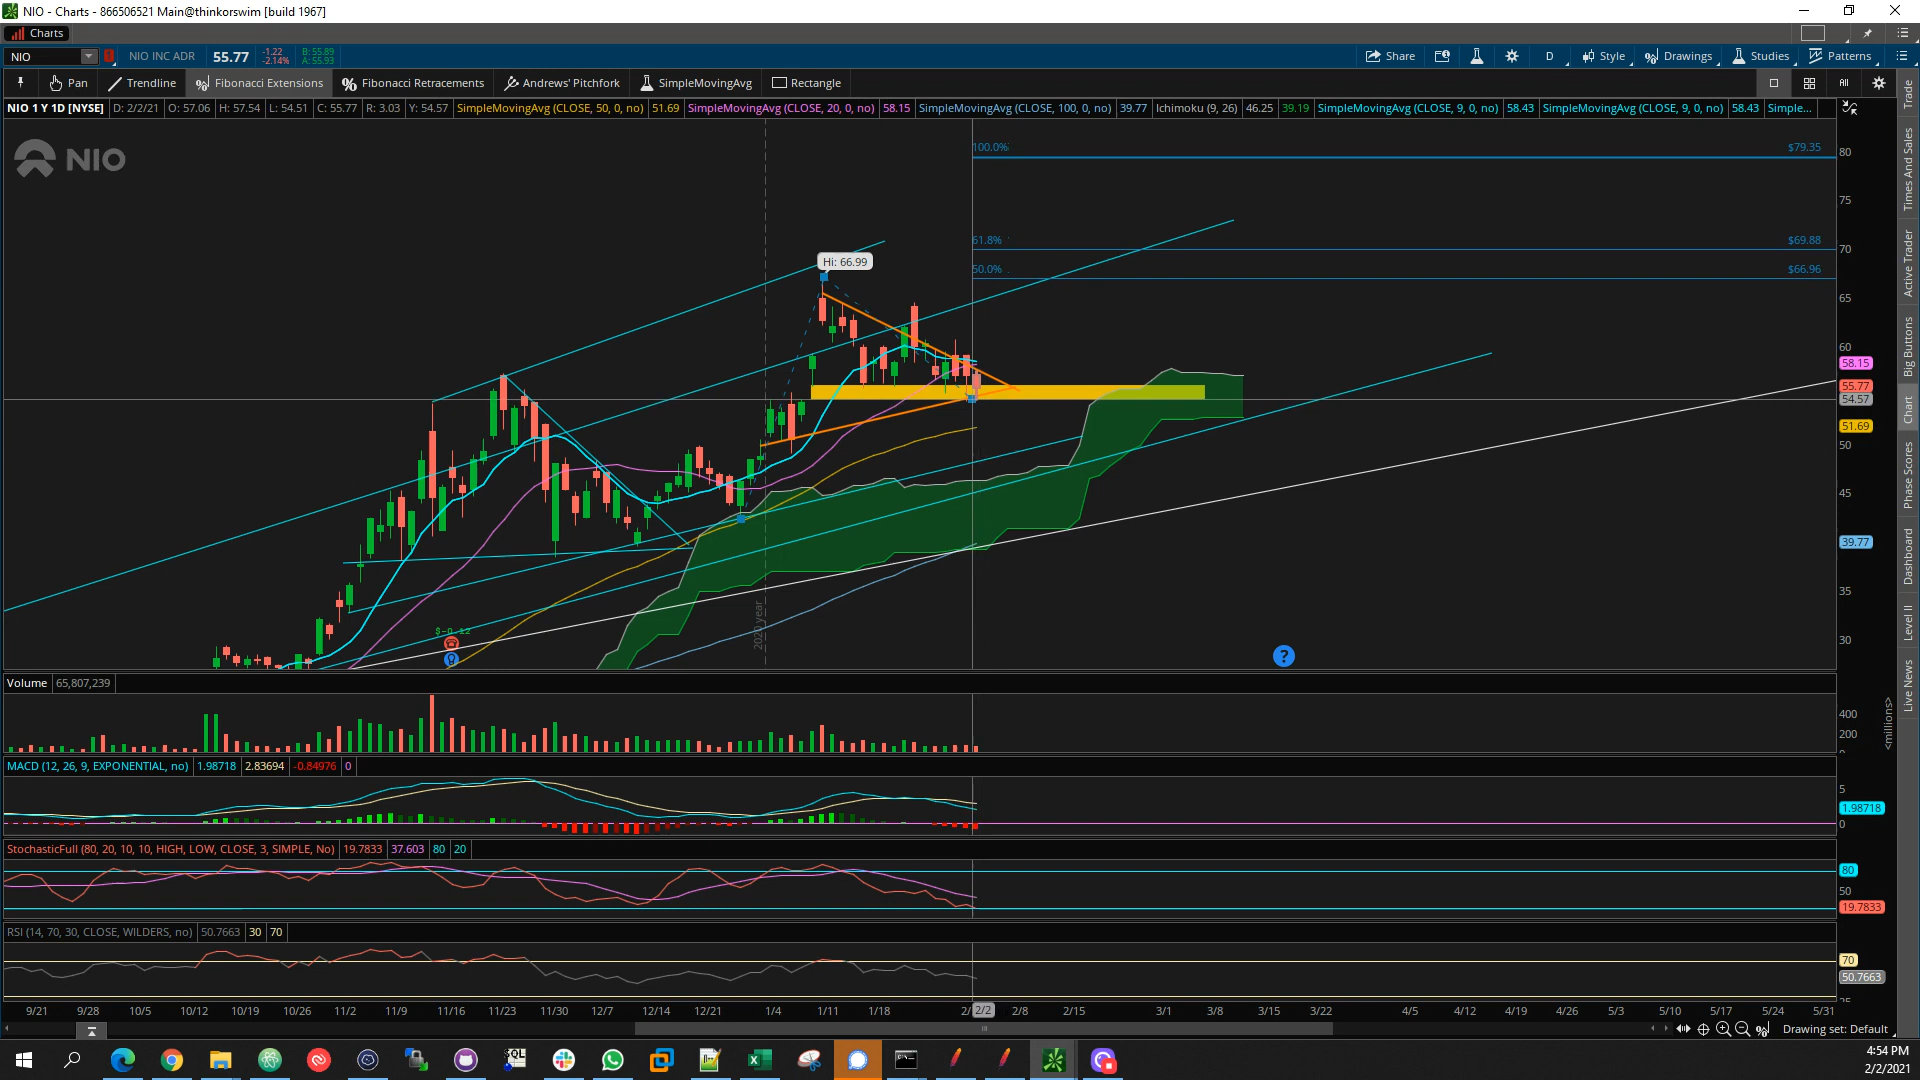 NIO - Charts - 866506521 Main@thinkorswim [build 1967]
Charts
NIO NIO INC ADR 55.77 -1.22 -2.14% B: 55.89 A: 55.93 Share D Style Drawings Studies Patterns
Pan Trendline Fibonacci Extensions Fibonacci Retracements Andrews' Pitchfork SimpleMovingAvg Rectangle
NIO 1 Y 1D [NYSE] D: 2/2/21 O: 57.06 H: 57.54 L: 54.51 C: 55.77 R: 3.03 Y: 54.57 SimpleMovingAvg (CLOSE, 50, 0, no) 51.69 SimpleMovingAvg (CLOSE, 20, 0, no) 58.15 SimpleMovingAvg (CLOSE, 100, 0, no) 39.77 Ichimoku (9, 26) 46.25 39.19 SimpleMovingAvg (CLOSE, 9, 0, no) 58.43 SimpleMovingAvg (CLOSE, 9, 0, no) 58.43 Simple...
NIO
100.0% $79.35
61.8% $69.88
50.0% $66.96
Hi: 66.99
80
75
70
65
60
58.15
55.77
54.57
51.69
50
45
39.77
35
30
2020 year
$-0.12
?
Volume 65,807,239
400
200
<millions>
MACD (12, 26, 9, EXPONENTIAL, no) 1.98718 2.83694 -0.84976 0
5
1.98718
0
StochasticFull (80, 20, 10, 10, HIGH, LOW, CLOSE, 3, SIMPLE, No) 19.7833 37.603 80 20
80
50
19.7833
RSI (14, 70, 30, CLOSE, WILDERS, no) 50.7663 30 70
70
50.7663
9/21 9/28 10/5 10/12 10/19 10/26 11/2 11/9 11/16 11/23 11/30 12/7 12/14 12/21 1/4 1/11 1/18 2/2 2/8 2/15 3/1 3/8 3/15 3/22 4/5 4/12 4/19 4/26 5/3 5/10 5/17 5/24 5/31
Drawing set: Default
Trade
Times And Sales
Active Trader
Big Buttons
Chart
Phase Scores
Dashboard
Level II
Live News
SQL
4:54 PM
2/2/2021